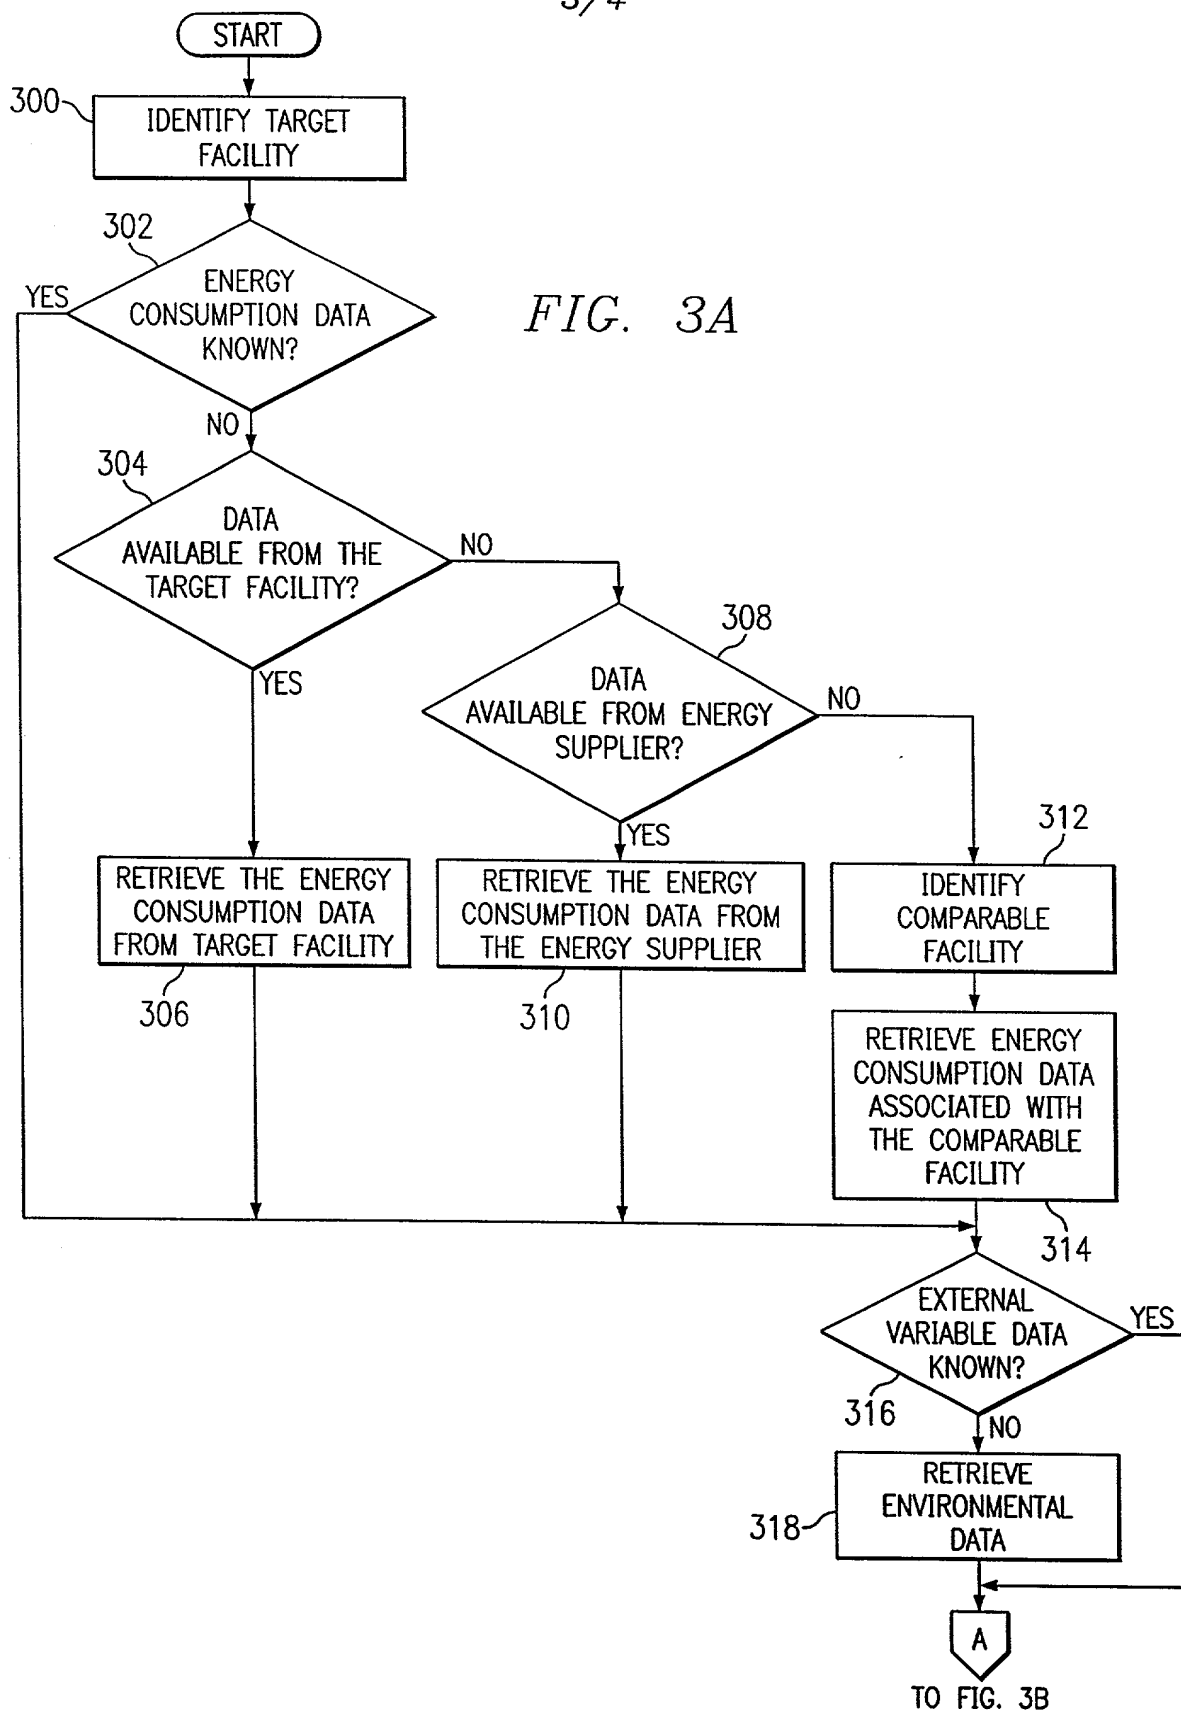 3/4
START
300
IDENTIFY TARGET
FACILITY
302
YES
ENERGY
CONSUMPTION DATA
KNOWN?
FIG. 3A
NO
304
DATA
AVAILABLE FROM THE
TARGET FACILITY?
NO
YES
308
DATA
AVAILABLE FROM ENERGY
SUPPLIER?
NO
YES
312
RETRIEVE THE ENERGY
CONSUMPTION DATA
FROM TARGET FACILITY
306
RETRIEVE THE ENERGY
CONSUMPTION DATA FROM
THE ENERGY SUPPLIER
310
IDENTIFY
COMPARABLE
FACILITY
RETRIEVE ENERGY
CONSUMPTION DATA
ASSOCIATED WITH
THE COMPARABLE
FACILITY
314
EXTERNAL
VARIABLE DATA
KNOWN?
YES
316
NO
RETRIEVE
ENVIRONMENTAL
DATA
318
A
TO FIG. 3B